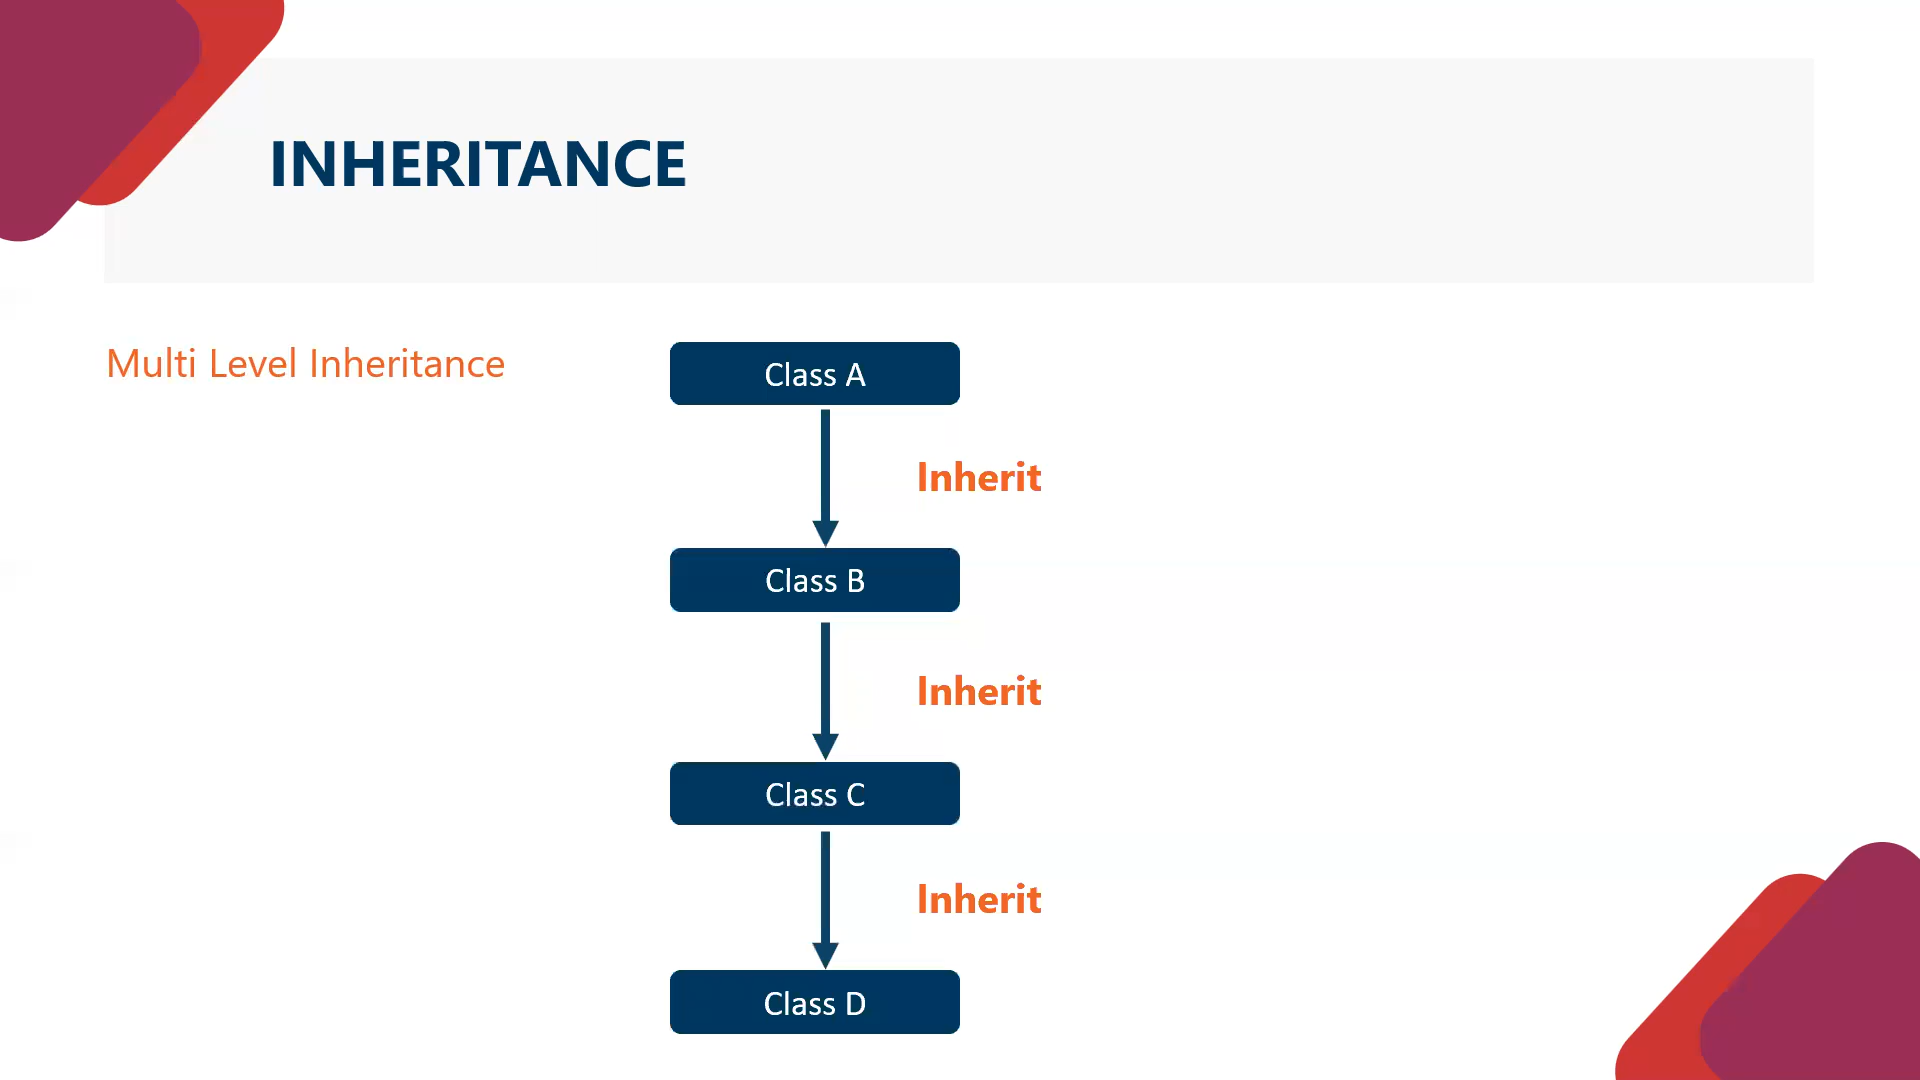 INHERITANCE
Multi Level Inheritance
Class A
Inherit
Class B
Inherit
Class C
Inherit
Class D